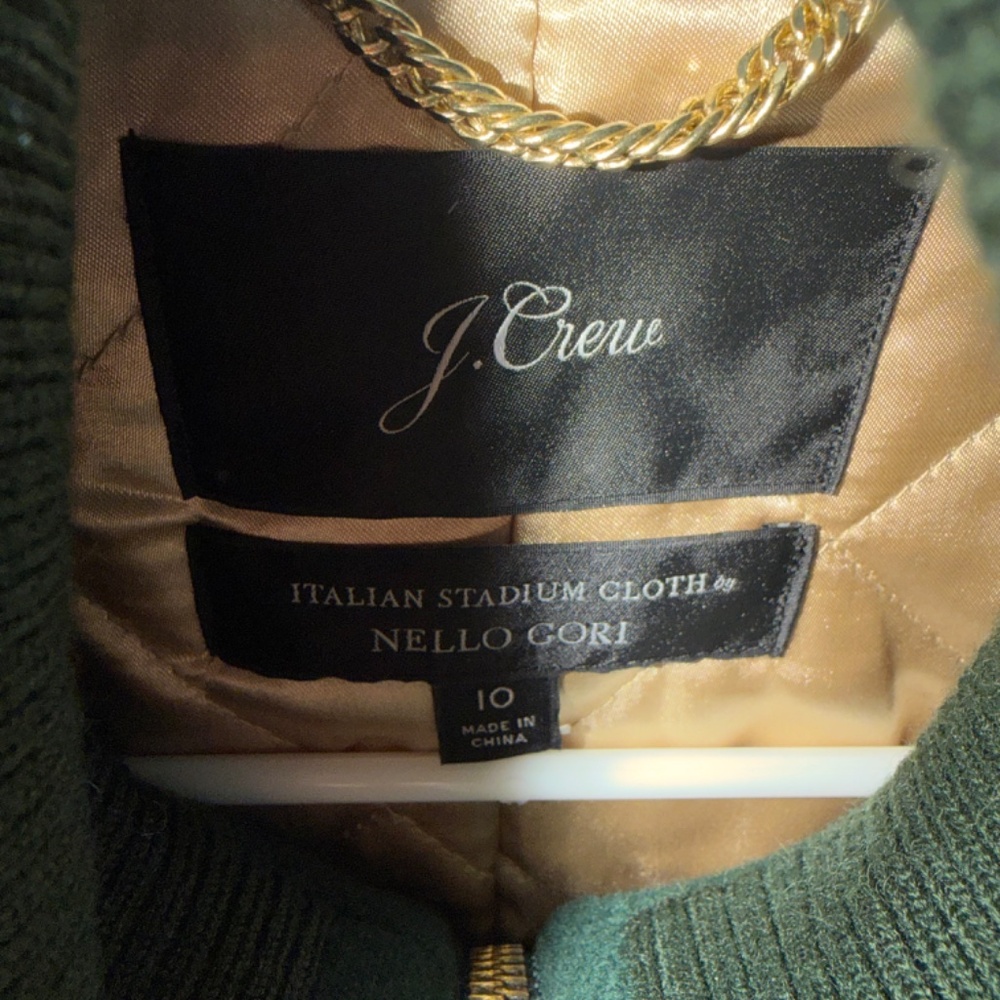 J.Crew
ITALIAN STADIUM CLOTH by
NELLO GORI
10
MADE IN
CHINA